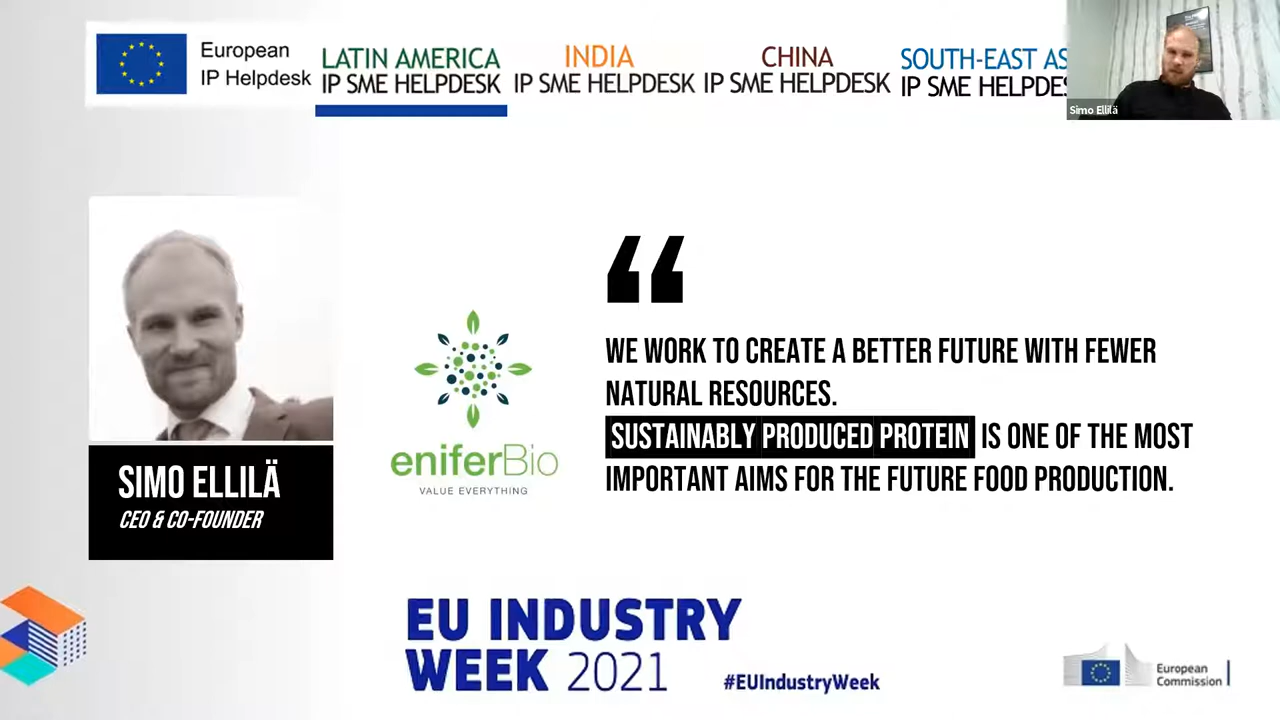 European
IP Helpdesk
LATIN AMERICA
IP SME HELPDESK
INDIA
IP SME HELPDESK
CHINA
IP SME HELPDESK
SOUTH-EAST AS
IP SME HELPDES
Simo Ellilä
WE WORK TO CREATE A BETTER FUTURE WITH FEWER
NATURAL RESOURCES.
SUSTAINABLY PRODUCED PROTEIN IS ONE OF THE MOST
IMPORTANT AIMS FOR THE FUTURE FOOD PRODUCTION.
eniferBio
VALUE EVERYTHING
SIMO ELLILÄ
CEO & CO-FOUNDER
EU INDUSTRY
WEEK 2021
#EUIndustryWeek
European
Commission